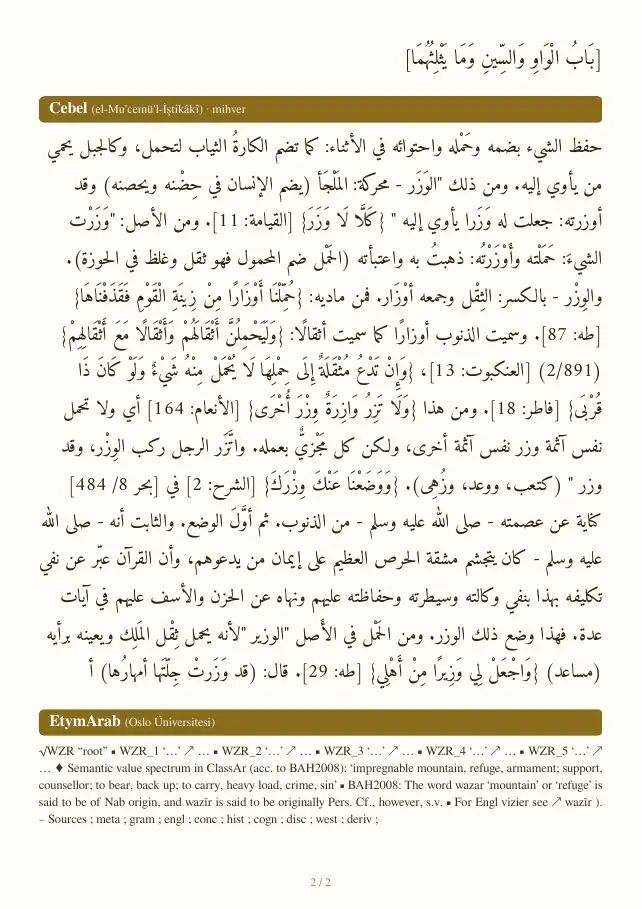 [بَابُ الْوَاوِ وَالسِّينِ وَمَا يَثْلِثُهُمَا]
Cebel (el-Mu'cemü'l-İştikâkî) · mihver
حفظ الشيء بضمه وحَمْله واحتوائه في الأثناء: كما تضم الكارةُ الثياب لتحمل، وكالجبل يحمي
من يأوي إليه. ومن ذلك "الوَزَر - محركة: المَلْجَأ (يضم الإنسان في حِضْنه ويحصنه) وقد
أوزرته: جعلت له وَزَرا يأوي إليه " {كَلَّا لَا وَزَرَ} [القيامة: 11]. ومن الأصل: "وَزَرْت
الشيءَ: حَمَلْته وأَوْزَرْتُه: ذهبتُ به واعتبأته (الحَمْل ضم المحمول فهو ثقل وغلظ في الحوزة).
والوِزْر - بالكسر: الثِقْل وجمعه أوْزَار. فمن ماديه: {حُمِّلْنَا أَوْزَارًا مِنْ زِينَةِ الْقَوْمِ فَقَذَفْنَاهَا}
[طه: 87]. وسميت الذنوب أوزارًا كما سميت أثقالًا: {وَلَيَحْمِلُنَّ أَثْقَالَهُمْ وَأَثْقَالًا مَعَ أَثْقَالِهِمْ}
(2/891) [العنكبوت: 13]، {وَإِنْ تَدْعُ مُثْقَلَةٌ إِلَى حِمْلِهَا لَا يُحْمَلْ مِنْهُ شَيْءٌ وَلَوْ كَانَ ذَا
قُرْبَى} [فاطر: 18]. ومن هذا {وَلَا تَزِرُ وَازِرَةٌ وِزْرَ أُخْرَى} [الأنعام: 164] أي ولا تحمل
نفس آثمة وزر نفس آثمة أخرى، ولكن كل مَجْزيٌّ بعمله. واتَّزَر الرجل ركب الوِزْر، وقد
وزر " (كتعب، ووعد، وزُهِى). {وَوَضَعْنَا عَنْكَ وِزْرَكَ} [الشرح: 2] في [بحر 8/ 484]
كناية عن عصمته - صلى الله عليه وسلم - من الذنوب. ثم أَوَّلَ الوضع. والثابت أنه - صلى الله
عليه وسلم - كان يتجشم مشقة الحرص العظيم على إيمان من يدعوهم، وأن القرآن عبّر عن نفي
تكليفه بهذا بنفي وكالته وسيطرته وحفاظته عليهم ونهاه عن الحزن والأسف عليهم في آيات
عدة. فهذا وضع ذلك الوزر. ومن الحَمْل في الأَصل "الوزير "لأنه يحمل ثِقْل المَلِك ويعينه برأيه
(مساعد) {وَاجْعَلْ لِي وَزِيرًا مِنْ أَهْلِي} [طه: 29]. قال: (قد وَزَرتْ جِلّتَها أمهارُها) أ
EtymArab (Oslo Üniversitesi)
√WZR “root” ▪ WZR_1 ‘…’ ↗ … ▪ WZR_2 ‘…’ ↗ … ▪ WZR_3 ‘…’ ↗ … ▪ WZR_4 ‘…’ ↗ … ▪ WZR_5 ‘…’ ↗
… ♦ Semantic value spectrum in ClassAr (acc. to BAH2008): ‘impregnable mountain, refuge, armament; support,
counsellor; to bear, back up; to carry, heavy load, crime, sin’ ▪ BAH2008: The word wazar ‘mountain’ or ‘refuge’ is
said to be of Nab origin, and wazīr is said to be originally Pers. Cf., however, s.v. ▪ For Engl vizier see ↗ wazīr ).
– Sources ; meta ; gram ; engl ; conc ; hist ; cogn ; disc ; west ; deriv ;
2 / 2